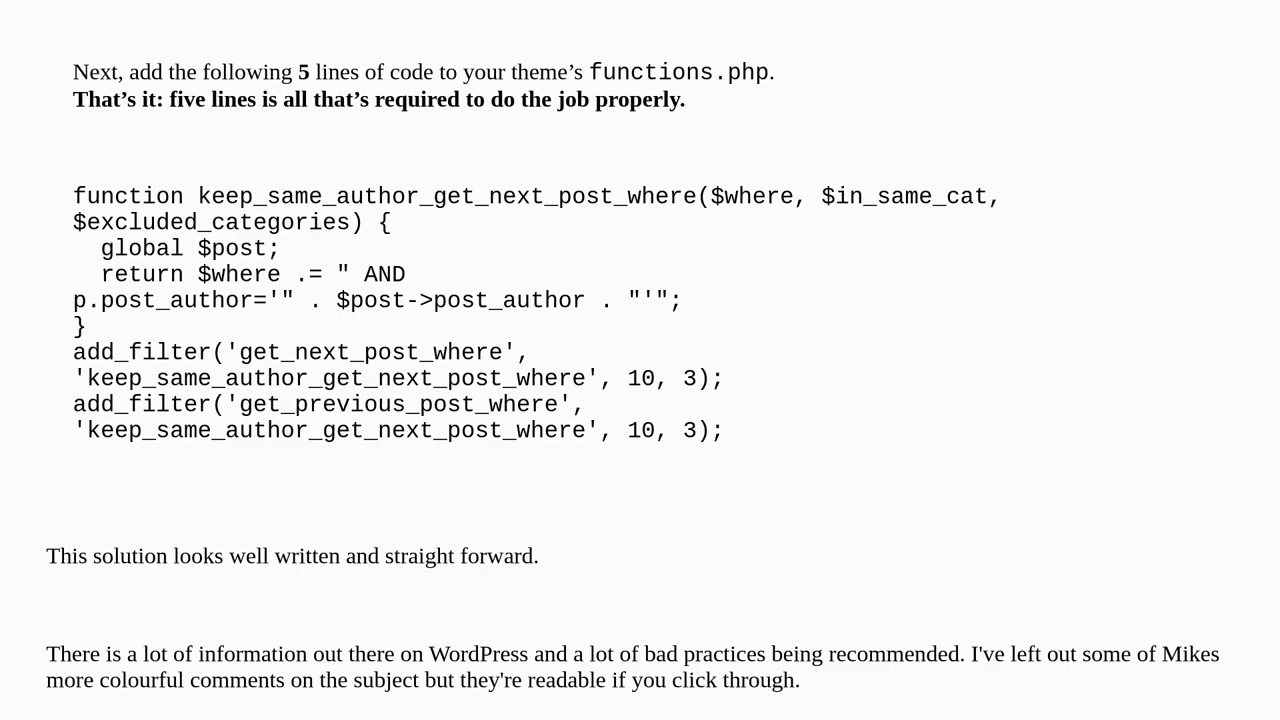 Next, add the following 5 lines of code to your theme’s functions.php.
That’s it: five lines is all that’s required to do the job properly.
function keep_same_author_get_next_post_where($where, $in_same_cat,
$excluded_categories) {
  global $post;
  return $where .= " AND
p.post_author='" . $post->post_author . "'";
}
add_filter('get_next_post_where',
'keep_same_author_get_next_post_where', 10, 3);
add_filter('get_previous_post_where',
'keep_same_author_get_next_post_where', 10, 3);
This solution looks well written and straight forward.
There is a lot of information out there on WordPress and a lot of bad practices being recommended. I've left out some of Mikes
more colourful comments on the subject but they're readable if you click through.